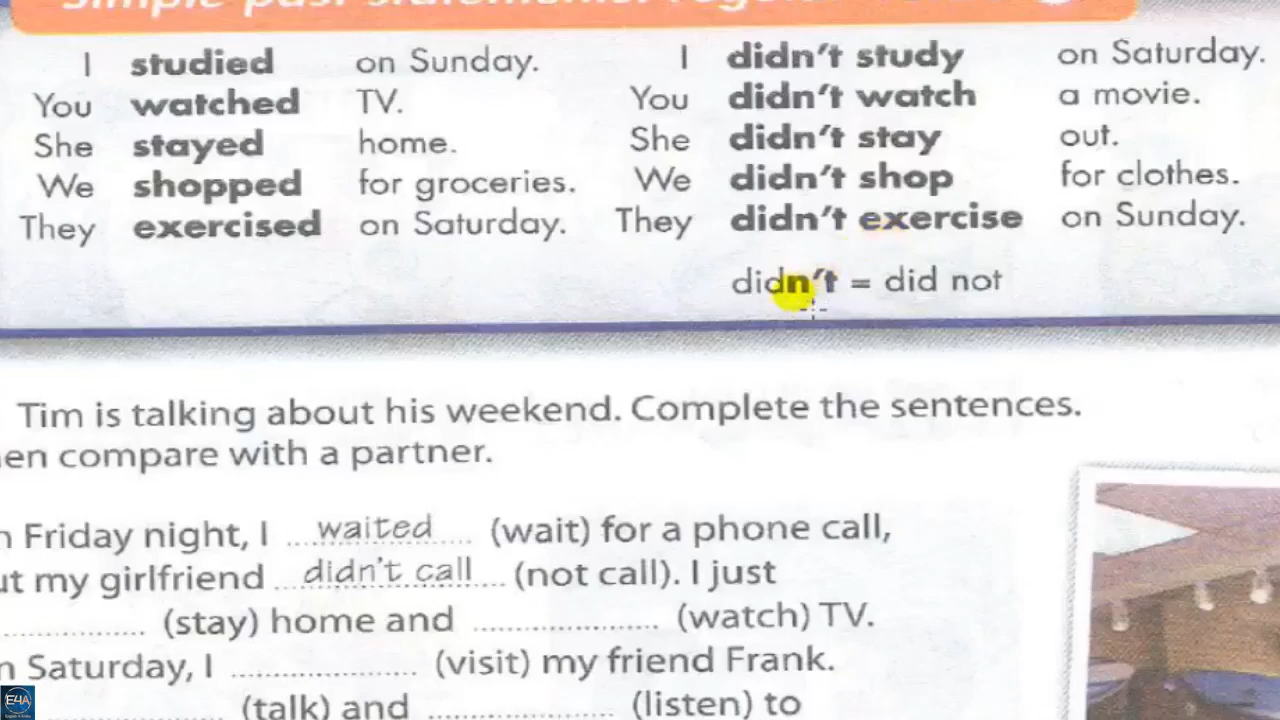 I studied on Sunday. I didn't study on Saturday.
You watched TV. You didn't watch a movie.
She stayed home. She didn't stay out.
We shopped for groceries. We didn't shop for clothes.
They exercised on Saturday. They didn't exercise on Sunday.
didn't = did not
Tim is talking about his weekend. Complete the sentences.
compare with a partner.
Friday night, I waited (wait) for a phone call,
my girlfriend didn't call (not call). I just
(stay) home and (watch) TV.
Saturday, I (visit) my friend Frank.
(talk) and (listen) to
E4A